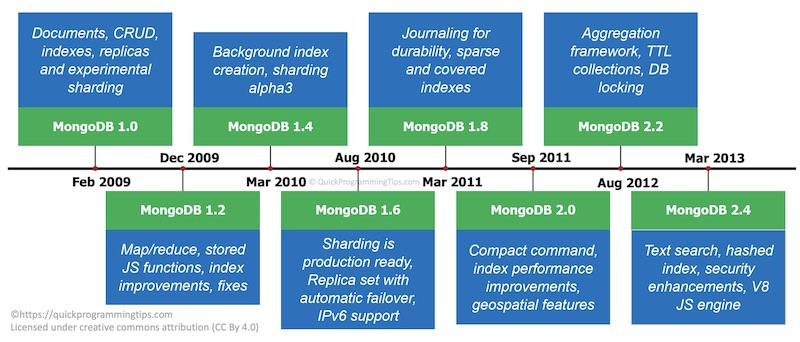 Documents, CRUD,
indexes, replicas
and experimental
sharding
MongoDB 1.0
Background index
creation, sharding
alpha3
MongoDB 1.4
Journaling for
durability, sparse
and covered
indexes
MongoDB 1.8
Aggregation
framework, TTL
collections, DB
locking
MongoDB 2.2
Dec 2009
Aug 2010
Sep 2011
Mar 2013
© QuickProgrammingTips.com
Feb 2009
Mar 2010
Mar 2011
Aug 2012
MongoDB 1.2
Map/reduce, stored
JS functions, index
improvements, fixes
MongoDB 1.6
Sharding is
production ready,
Replica set with
automatic failover,
IPv6 support
MongoDB 2.0
Compact command,
index performance
improvements,
geospatial features
MongoDB 2.4
Text search, hashed
index, security
enhancements, V8
JS engine
©https://quickprogrammingtips.com
Licensed under creative commons attribution (CC By 4.0)